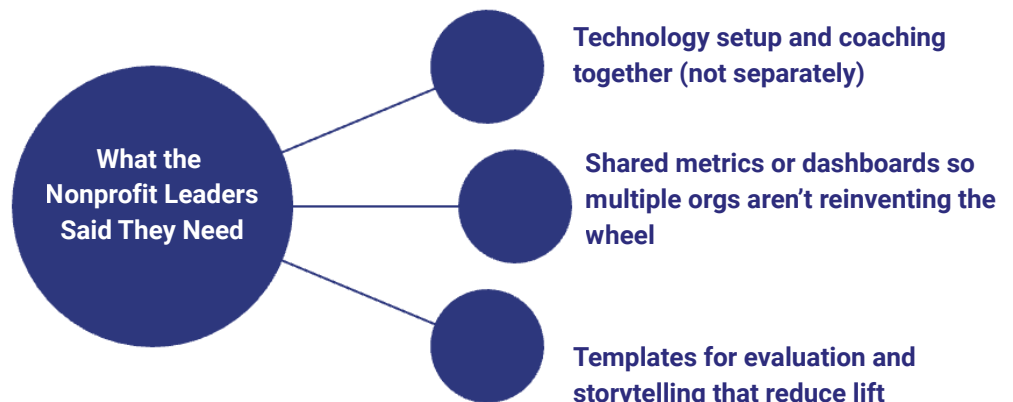 What the
Nonprofit Leaders
Said They Need
Technology setup and coaching
together (not separately)
Shared metrics or dashboards so
multiple orgs aren’t reinventing the
wheel
Templates for evaluation and
storytelling that reduce lift